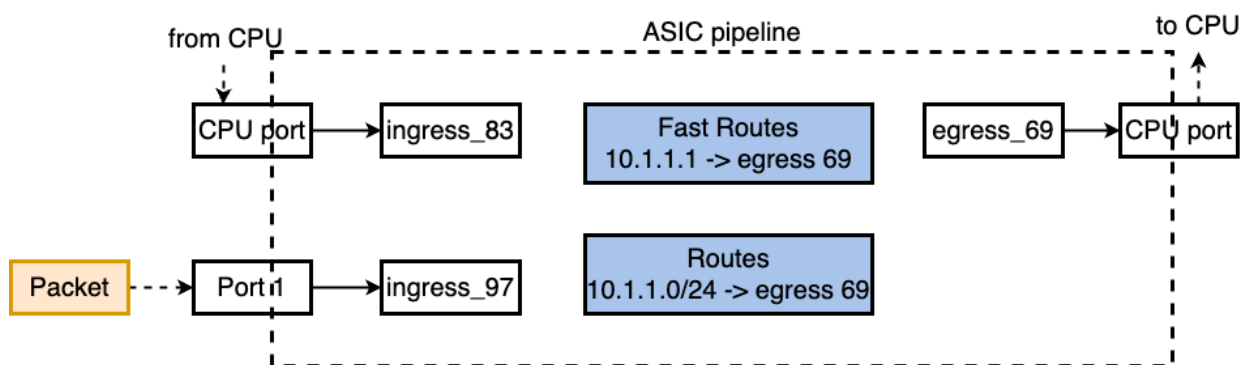 ASIC pipeline
from CPU
to CPU
CPU port
ingress_83
Fast Routes
10.1.1.1 -> egress 69
egress_69
CPU port
Packet
Port 1
ingress_97
Routes
10.1.1.0/24 -> egress 69